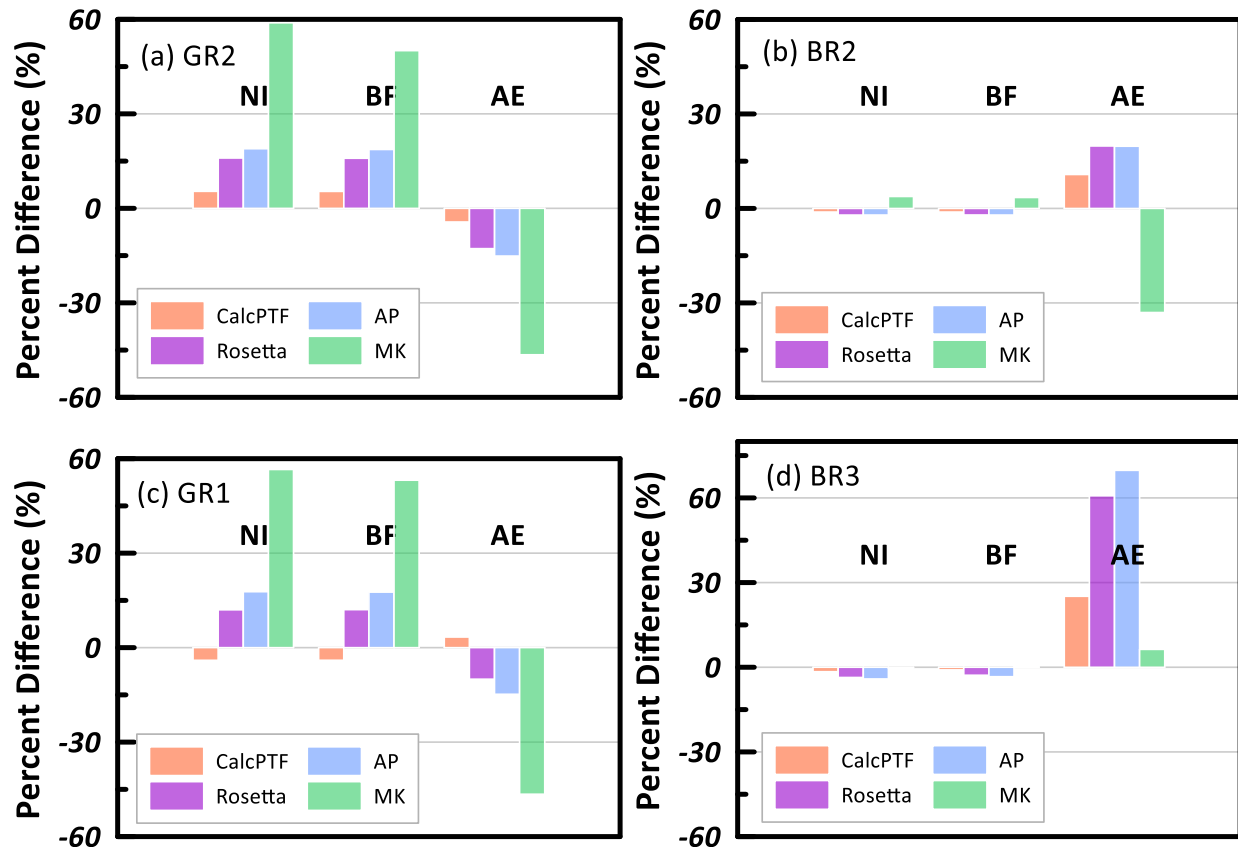 Percent Difference (%)
60
30
0
-30
-60
(a) GR2
NI BF AE
CalcPTF AP
Rosetta MK
Percent Difference (%)
60
30
0
-30
-60
(b) BR2
NI BF AE
CalcPTF AP
Rosetta MK
Percent Difference (%)
60
30
0
-30
-60
(c) GR1
NI BF AE
CalcPTF AP
Rosetta MK
Percent Difference (%)
60
30
0
-30
-60
(d) BR3
NI BF AE
CalcPTF AP
Rosetta MK